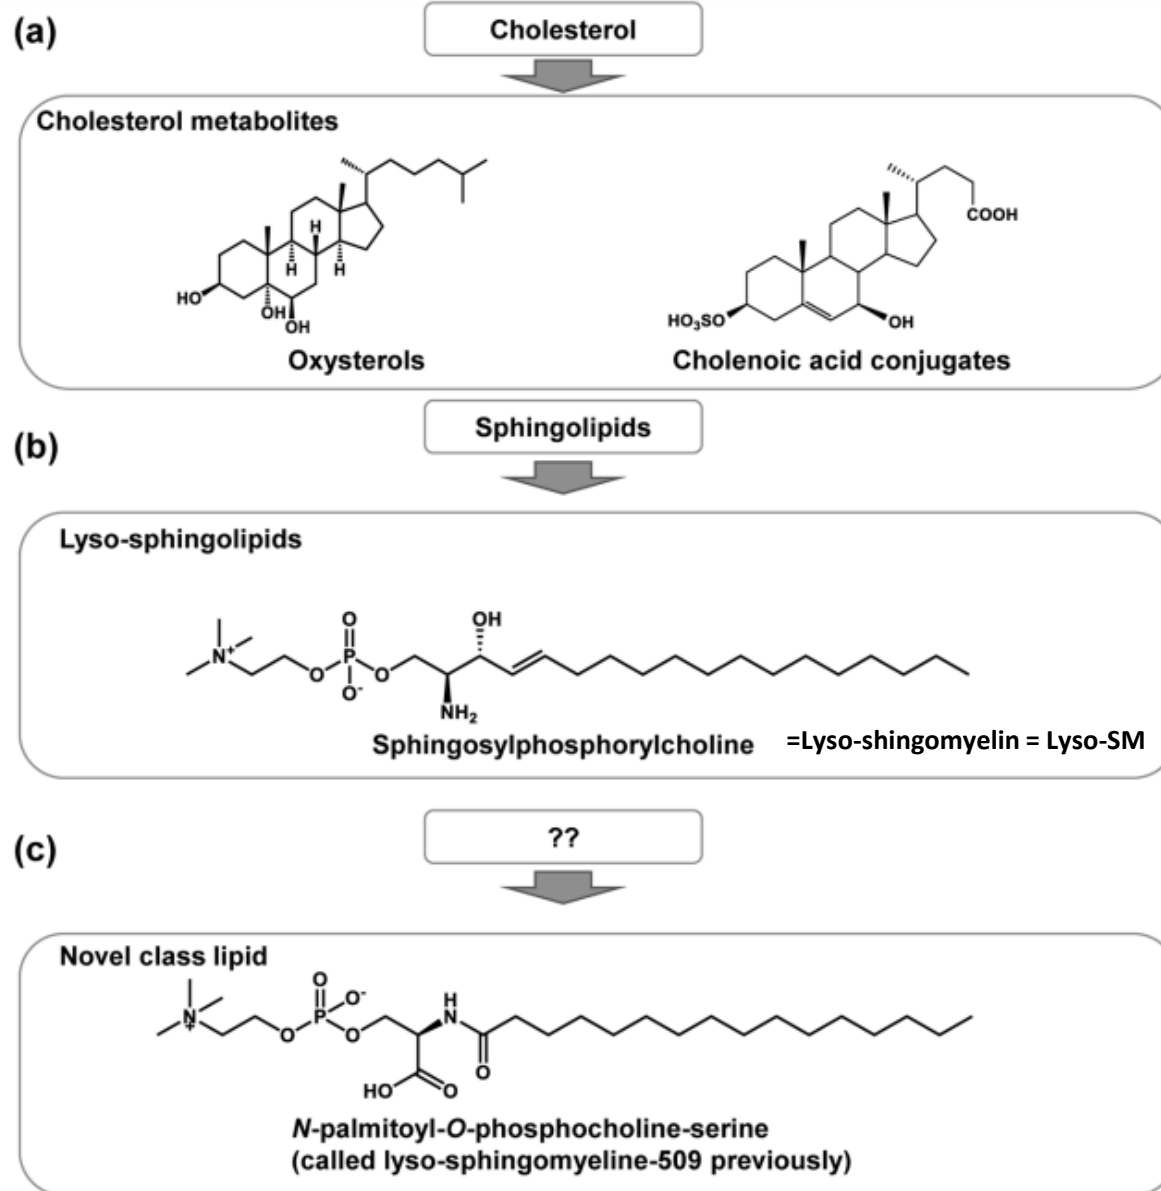 (a)
Cholesterol
Cholesterol metabolites
H
H
H
HO
OH
OH
Oxysterols
COOH
HO3SO
OH
Cholenoic acid conjugates
(b)
Sphingolipids
Lyso-sphingolipids
O
OH
N+
O
P
O
O-
NH2
Sphingosylphosphorylcholine =Lyso-shingomyelin = Lyso-SM
(c)
??
Novel class lipid
O
O-
H
N
N+
O
P
O
O
HO
O
N-palmitoyl-O-phosphocholine-serine
(called lyso-sphingomyeline-509 previously)